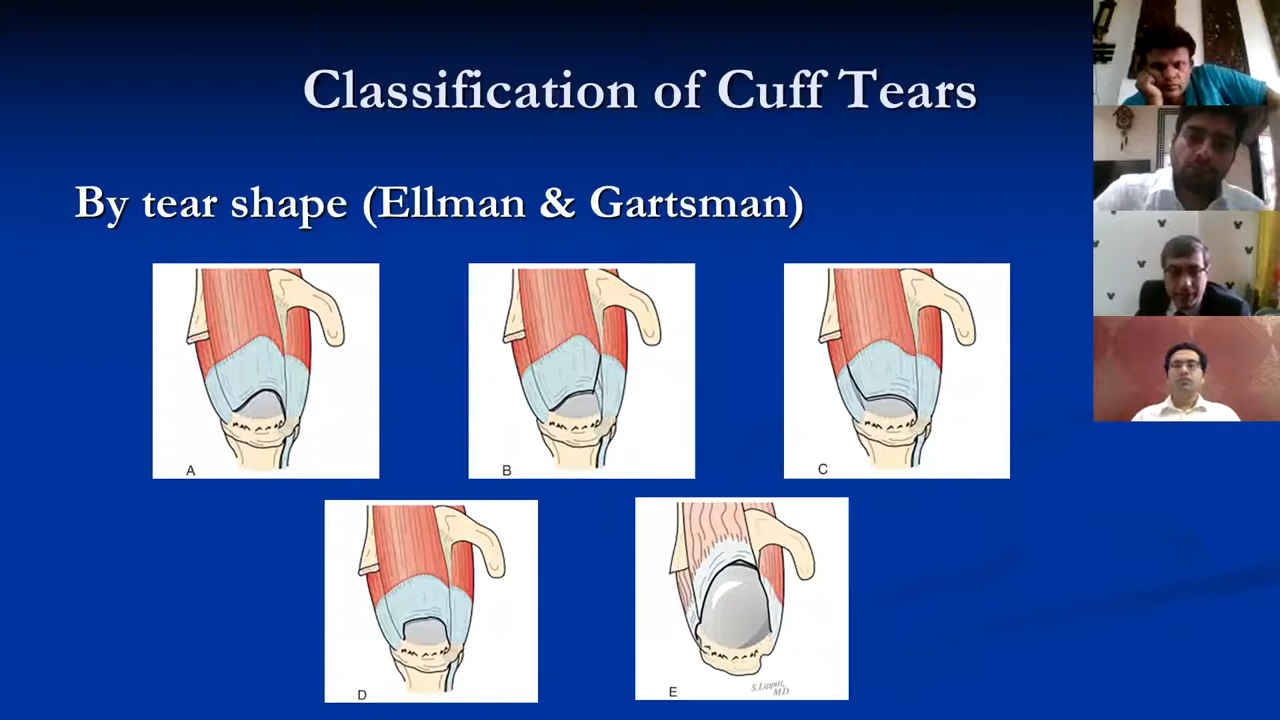 Classification of Cuff Tears
By tear shape (Ellman & Gartsman)
A
B
C
D
E
S. Lippitt,
M.D.